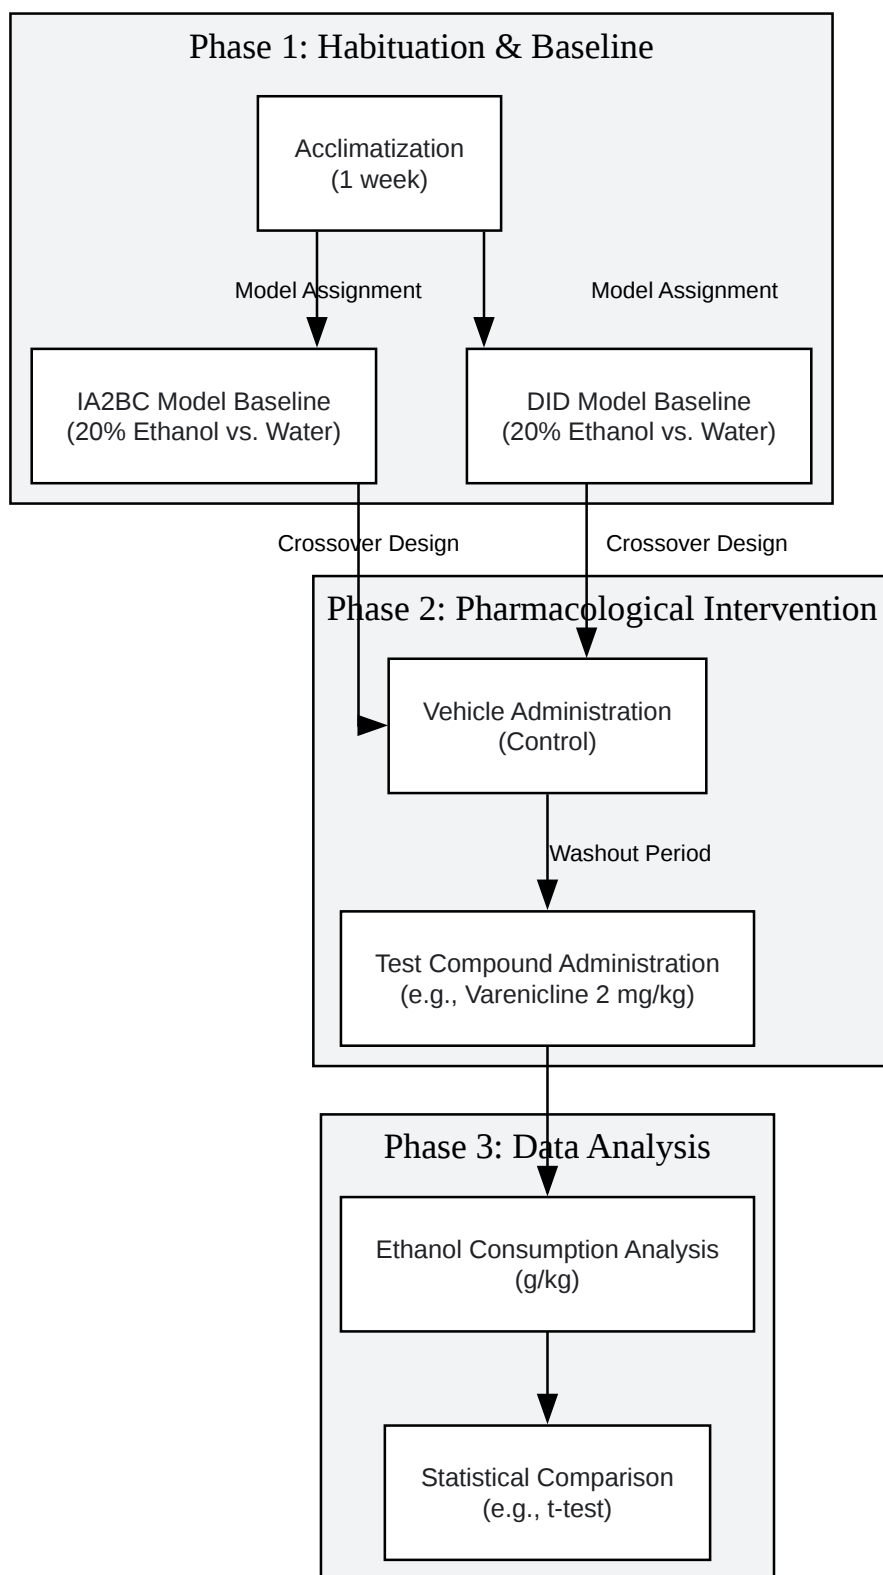 Phase 1: Habituation & Baseline
Acclimatization
(1 week)
Model Assignment
Model Assignment
IA2BC Model Baseline
(20% Ethanol vs. Water)
DID Model Baseline
(20% Ethanol vs. Water)
Crossover Design
Crossover Design
Phase 2: Pharmacological Intervention
Vehicle Administration
(Control)
Washout Period
Test Compound Administration
(e.g., Varenicline 2 mg/kg)
Phase 3: Data Analysis
Ethanol Consumption Analysis
(g/kg)
Statistical Comparison
(e.g., t-test)